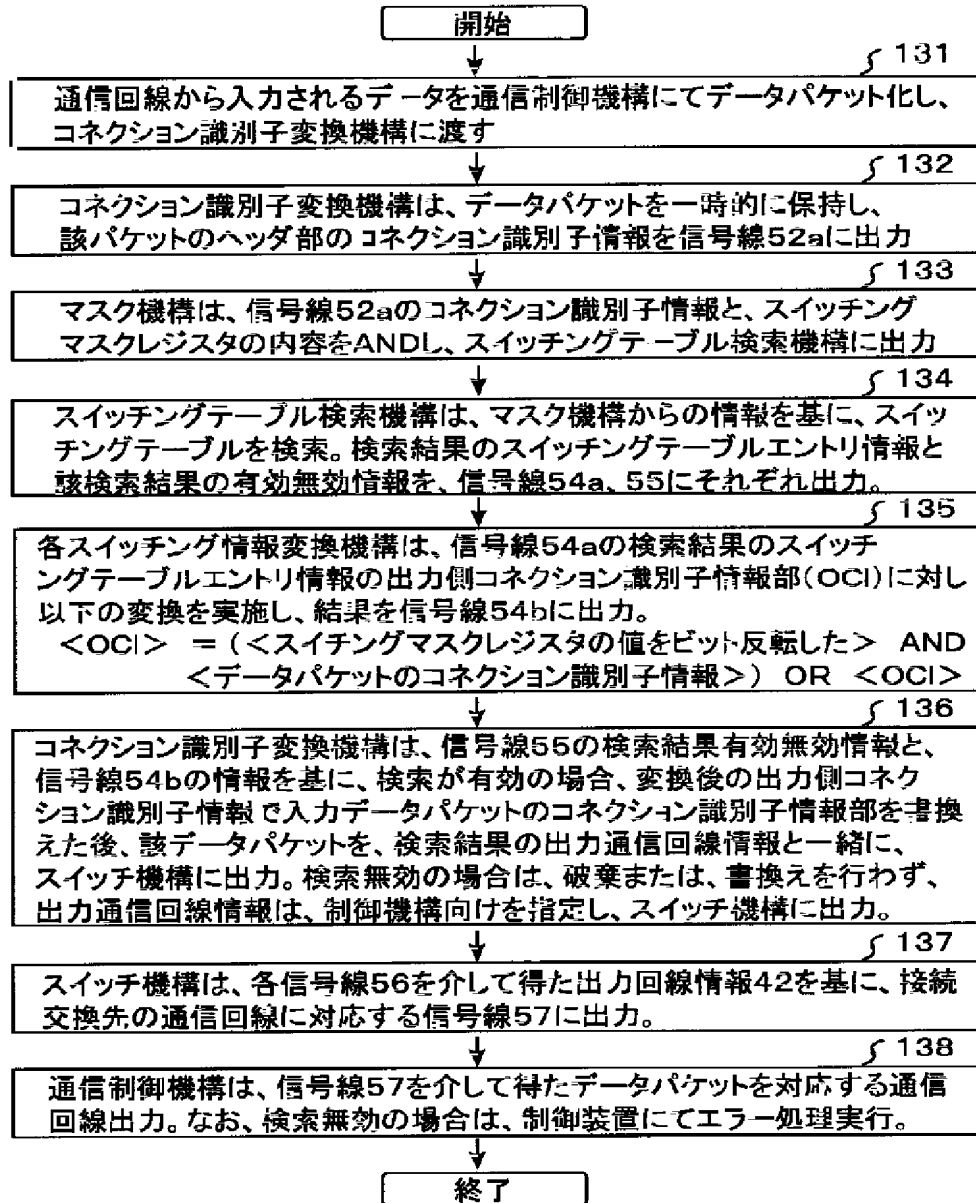 開始
131
通信回線から入力されるデータを通信制御機構にてデータパケット化し、
コネクション識別子変換機構に渡す
132
コネクション識別子変換機構は、データパケットを一時的に保持し、
該パケットのヘッダ部のコネクション識別子情報を信号線52aに出力
133
マスク機構は、信号線52aのコネクション識別子情報と、スイッチング
マスクレジスタの内容をANDし、スイッチングテーブル検索機構に出力
134
スイッチングテーブル検索機構は、マスク機構からの情報を基に、スイッ
チングテーブルを検索。検索結果のスイッチングテーブルエントリ情報と
該検索結果の有効無効情報を、信号線54a、55にそれぞれ出力。
135
各スイッチング情報変換機構は、信号線54aの検索結果のスイッチ
ングテーブルエントリ情報の出力側コネクション識別子情報部(OCI)に対し
以下の変換を実施し、結果を信号線54bに出力。
<OCI> =(<スイチングマスクレジスタの値をビット反転した> AND
<データパケットのコネクション識別子情報>) OR <OCI>
136
コネクション識別子変換機構は、信号線55の検索結果有効無効情報と、
信号線54bの情報を基に、検索が有効の場合、変換後の出力側コネク
ション識別子情報で入力データパケットのコネクション識別子情報部を書換
えた後、該データパケットを、検索結果の出力通信回線情報と一緒に、
スイッチ機構に出力。検索無効の場合は、破棄または、書換えを行わず、
出力通信回線情報は、制御機構向けを指定し、スイッチ機構に出力。
137
スイッチ機構は、各信号線56を介して得た出力回線情報42を基に、接続
交換先の通信回線に対応する信号線57に出力。
138
通信制御機構は、信号線57を介して得たデータパケットを対応する通信
回線出力。なお、検索無効の場合は、制御装置にてエラー処理実行。
終了